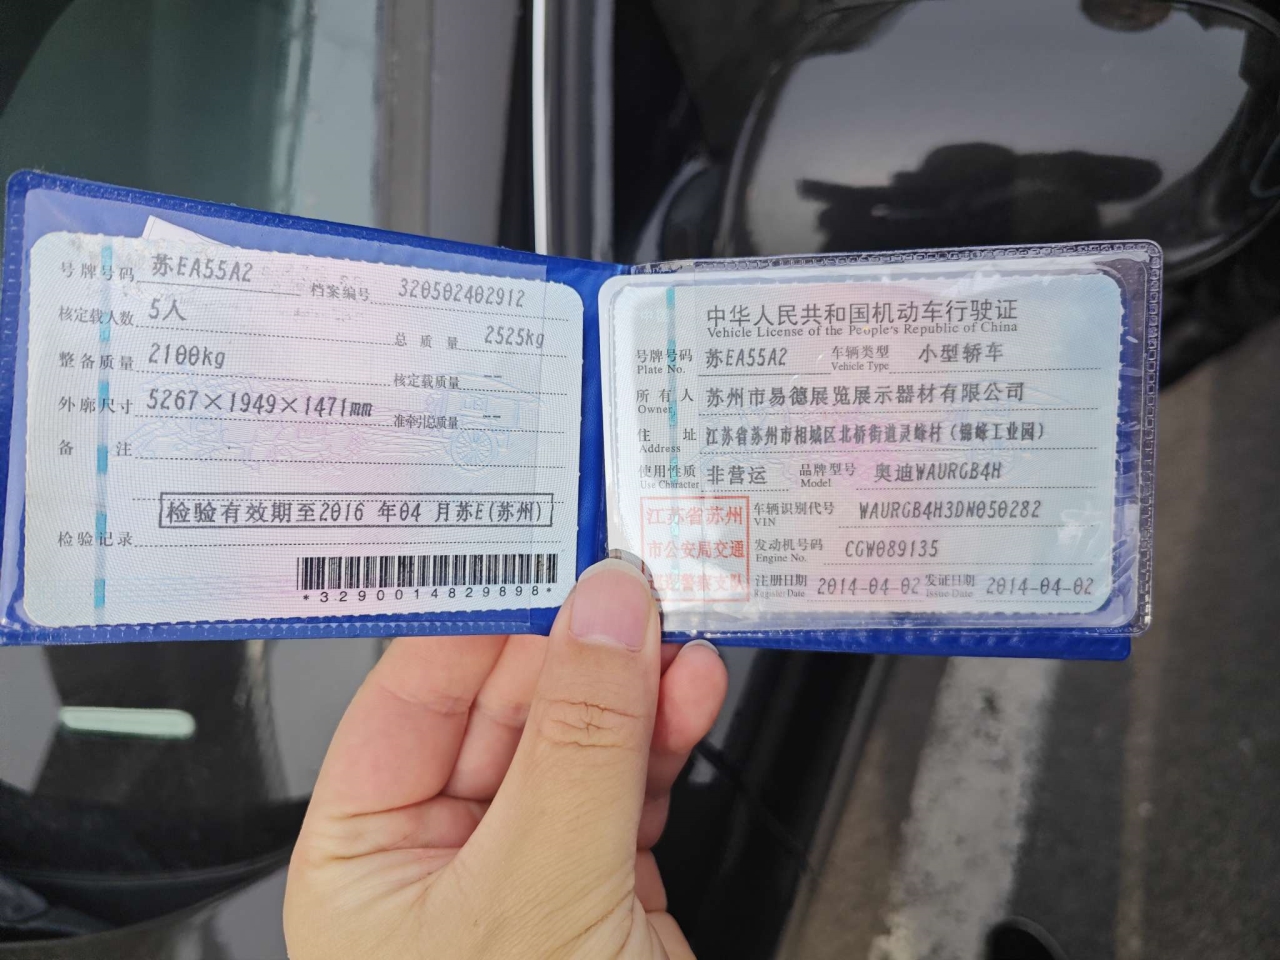 号牌号码 苏EA55A2 档案编号 320502402912
核定载人数 5人 总质量 2525kg
整备质量 2100kg 核定载质量 --
外廓尺寸 5267×1949×1471mm 准牵引总质量 --
备注
检验有效期至2016 年04 月苏E(苏州)
检验记录
*3290014829898*
中华人民共和国机动车行驶证
Vehicle License of the People's Republic of China
号牌号码 苏EA55A2 车辆类型 小型轿车
Plate No. Vehicle Type
所有人 苏州市易德展览展示器材有限公司
Owner
住址 江苏省苏州市相城区北桥街道灵峰村(锦峰工业园)
Address
使用性质 非营运 品牌型号 奥迪WAURGB4H
Use Character Model
江苏省苏州
市公安局交通
巡逻警察支队
车辆识别代号 WAURGB4H3DN050282
VIN
发动机号码 CGW089135
Engine No.
注册日期 2014-04-02 发证日期 2014-04-02
Register Date Issue Date